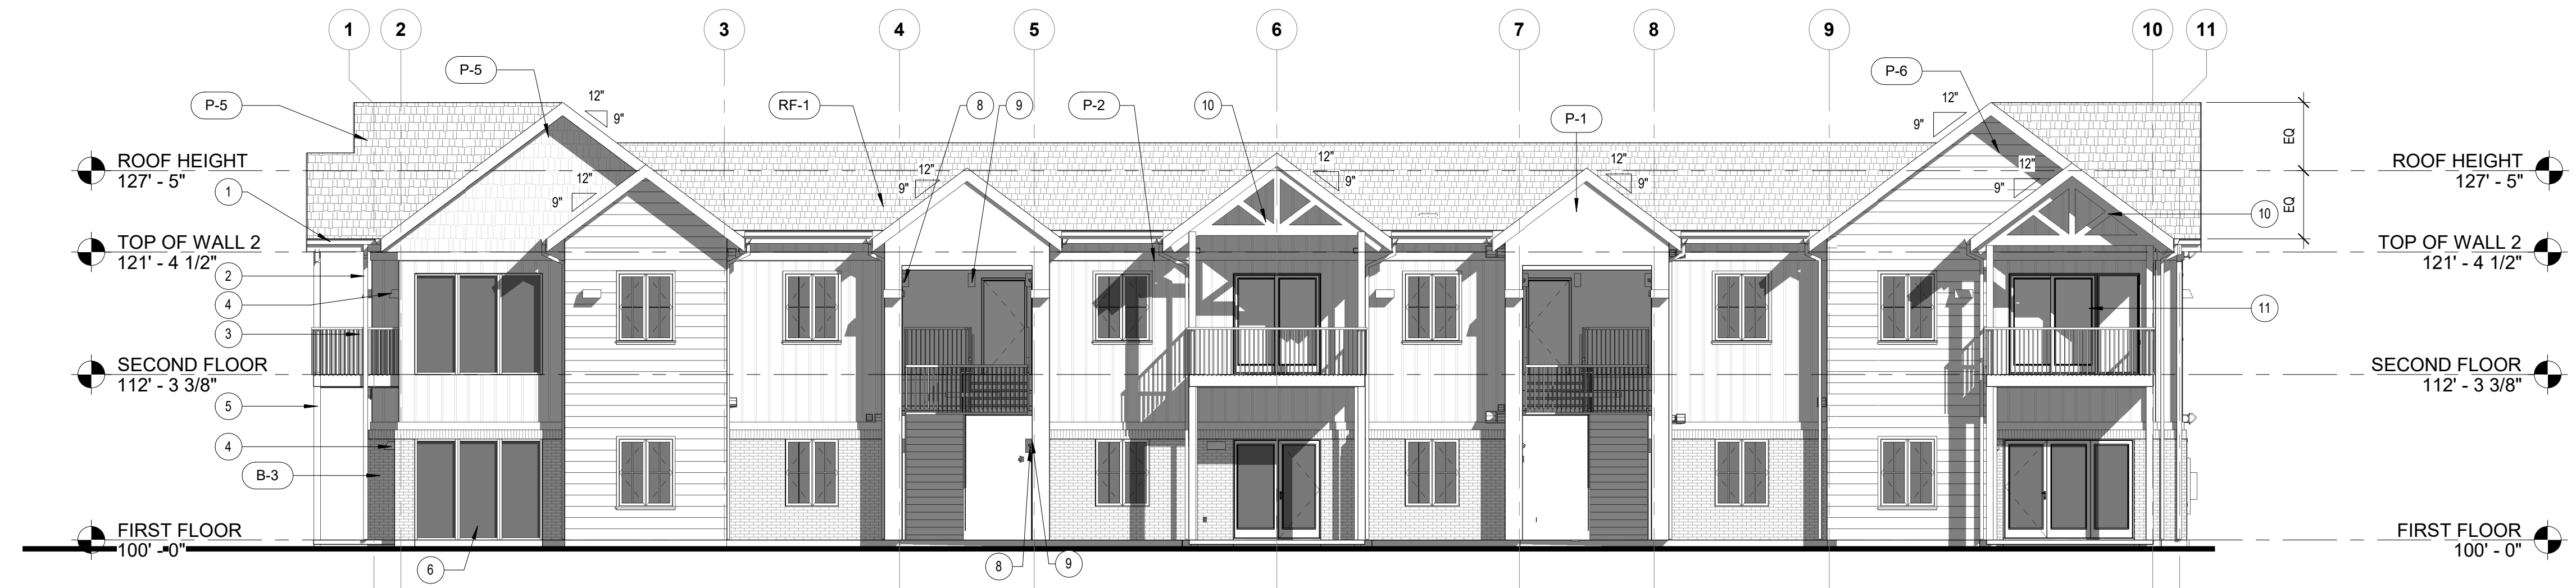 1 2 3 4 5 6 7 8 9 10 11
P-5
P-6
P-5
RF-1
8
9
P-2
10
P-1
12"
9"
12"
9"
12"
9"
12"
9"
12"
9"
12"
9"
12"
9"
EQ
EQ
ROOF HEIGHT
127' - 5"
ROOF HEIGHT
127' - 5"
1
10
TOP OF WALL 2
121' - 4 1/2"
TOP OF WALL 2
121' - 4 1/2"
2
4
3
11
SECOND FLOOR
112' - 3 3/8"
SECOND FLOOR
112' - 3 3/8"
5
4
B-3
FIRST FLOOR
100' - 0"
FIRST FLOOR
100' - 0"
6
8
9